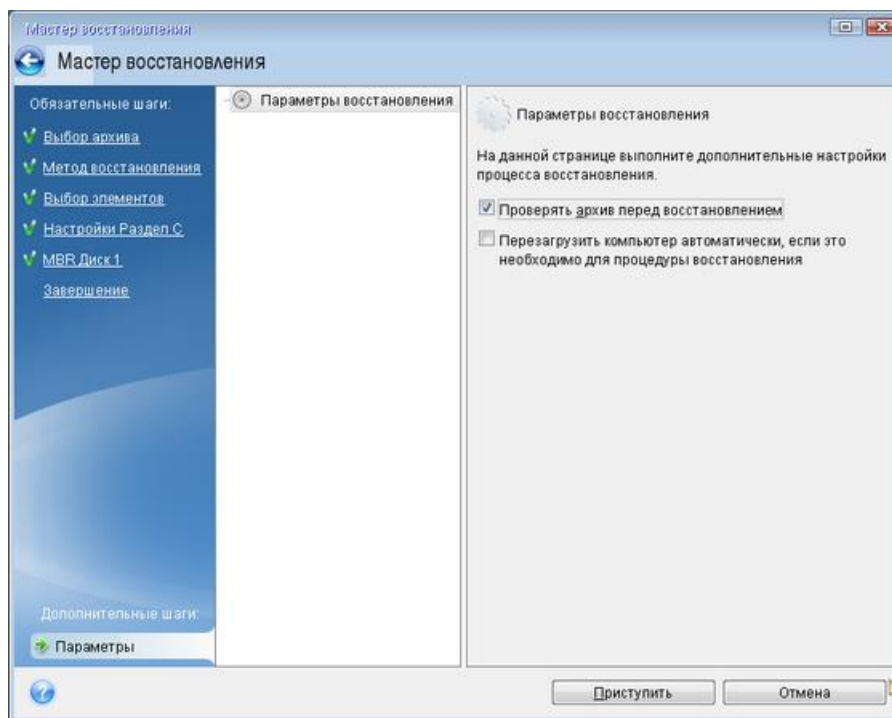 Мастер восстановления
Мастер восстановления
Обязательные шаги:
Выбор архива
Метод восстановления
Выбор элементов
Настройки Раздел C
MBR Диск 1
Завершение
Дополнительные шаги:
Параметры
Параметры восстановления
Параметры восстановления
На данной странице выполните дополнительные настройки
процесса восстановления.
Проверять архив перед восстановлением
Перезагрузить компьютер автоматически, если это
необходимо для процедуры восстановления
Приступить
Отмена